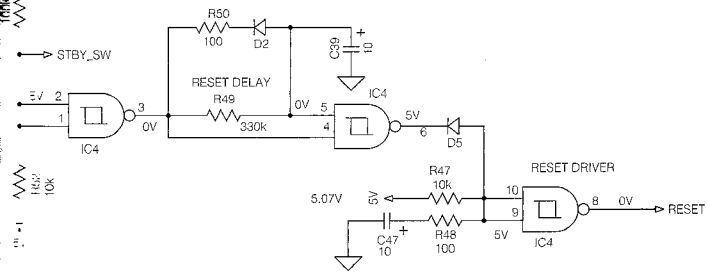 R50
100
D2
C39
+
10
STBY_SW
RESET DELAY
R49
330k
0V
5V
2
1
3
0V
IC4
5
4
IC4
5V
6
D5
R52
10k
R47
10k
5.07V
5V
RESET DRIVER
10
9
8
0V
RESET
5V
IC4
C47
+
10
R48
100